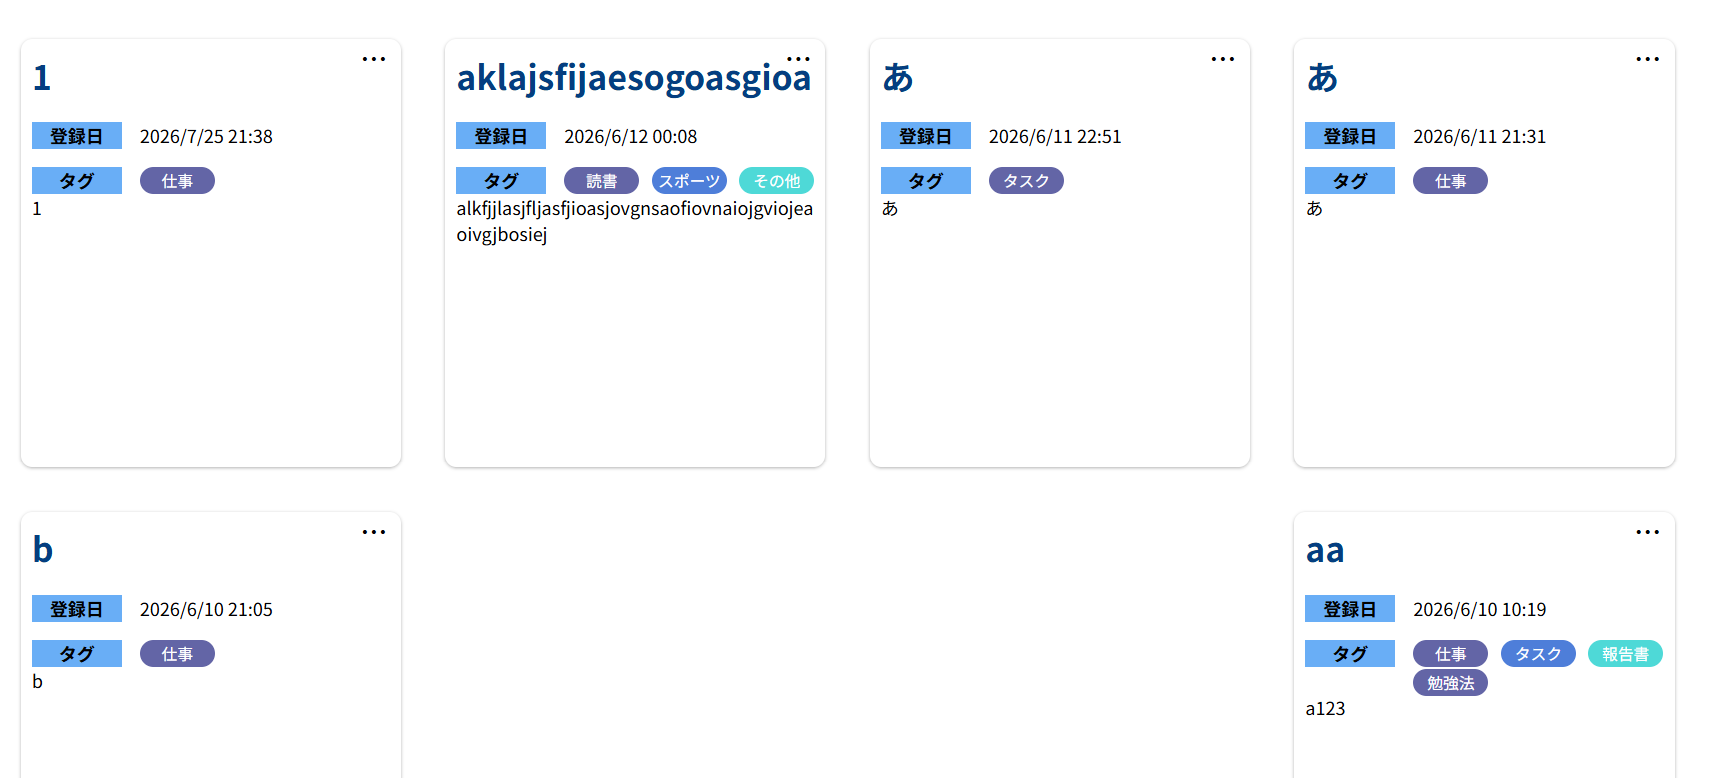 …
1
登録日 2026/7/25 21:38
タグ 仕事
1
…
aklajsfijaesogoasgioa
登録日 2026/6/12 00:08
タグ 読書 スポーツ その他
alkfjjlasjfljasfjioasjovgnsaofiovnaiojgviojea
oivgjbosiej
…
あ
登録日 2026/6/11 22:51
タグ タスク
あ
…
あ
登録日 2026/6/11 21:31
タグ 仕事
あ
…
b
登録日 2026/6/10 21:05
タグ 仕事
b
…
aa
登録日 2026/6/10 10:19
タグ 仕事 タスク 報告書
勉強法
a123